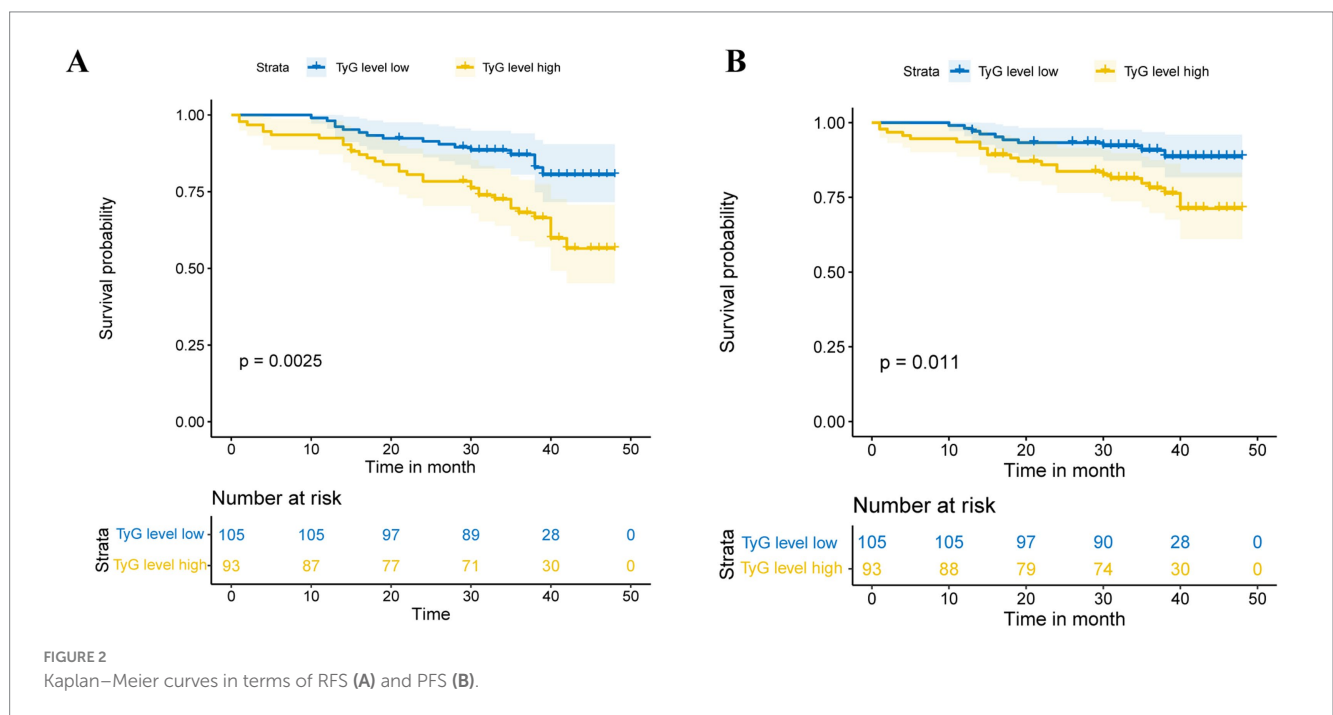 A
Strata TyG level low TyG level high
1.00
0.75
0.50
0.25
0.00
Survival probability
p = 0.0025
0 10 20 30 40 50
Time in month
Number at risk
Strata
TyG level low 105 105 97 89 28 0
TyG level high 93 87 77 71 30 0
0 10 20 30 40 50
Time
B
Strata TyG level low TyG level high
1.00
0.75
0.50
0.25
0.00
Survival probability
p = 0.011
0 10 20 30 40 50
Time in month
Number at risk
Strata
TyG level low 105 105 97 90 28 0
TyG level high 93 88 79 74 30 0
0 10 20 30 40 50
Time in month
FIGURE 2
Kaplan–Meier curves in terms of RFS (A) and PFS (B).